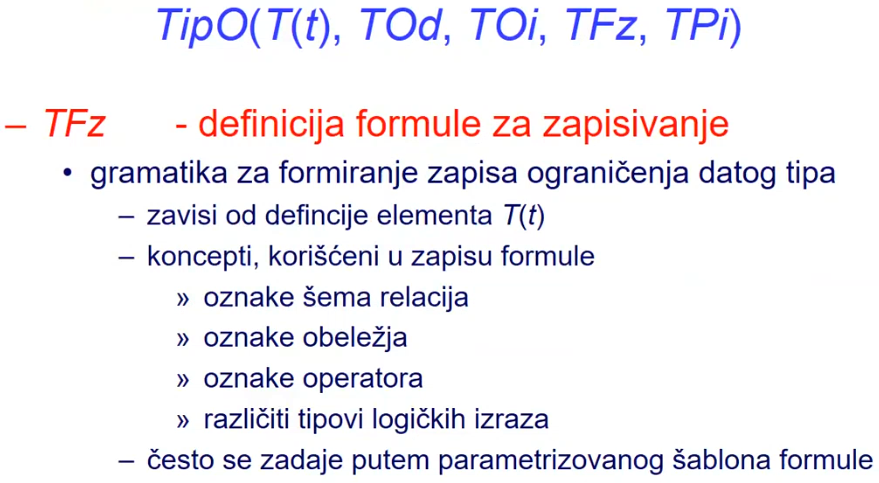 TipO(T(t), TOd, TOi, TFz, TPi)
– TFz - definicija formule za zapisivanje
• gramatika za formiranje zapisa ograničenja datog tipa
– zavisi od defincije elementa T(t)
– koncepti, korišćeni u zapisu formule
» oznake šema relacija
» oznake obeležja
» oznake operatora
» različiti tipovi logičkih izraza
– često se zadaje putem parametrizovanog šablona formule